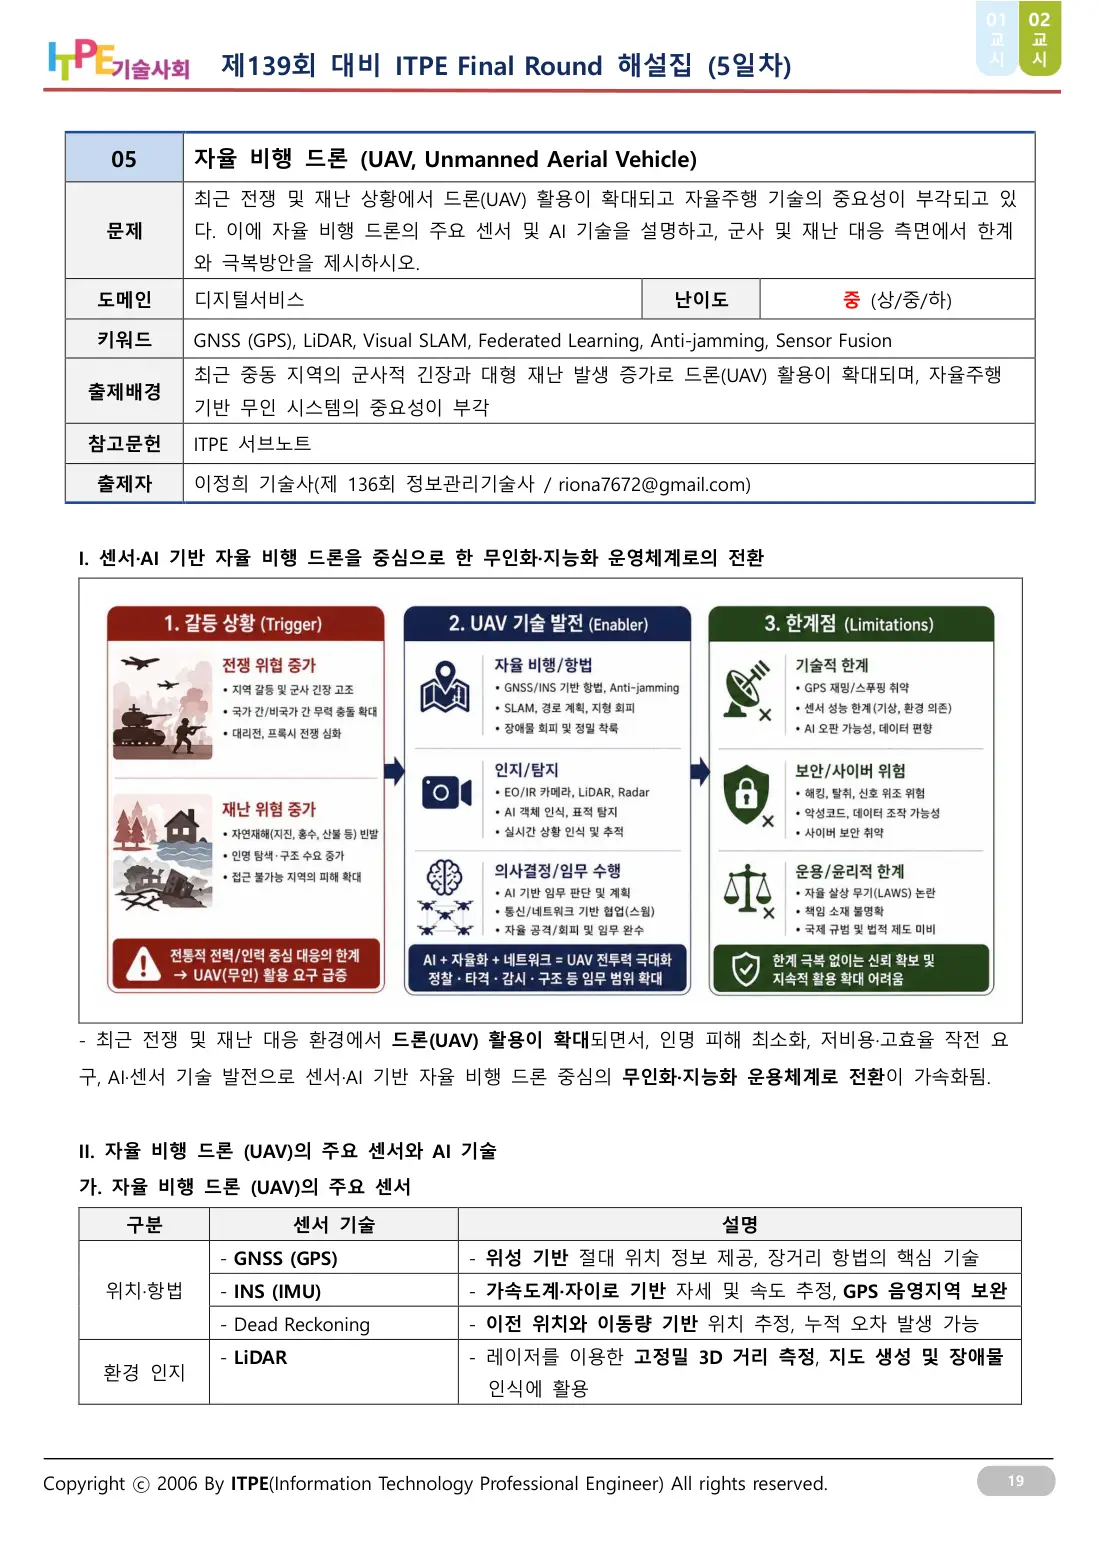 ITPE기술사회 제139회 대비 ITPE Final Round 해설집 (5일차)
01 교시
02 교시
05 자율 비행 드론 (UAV, Unmanned Aerial Vehicle)
문제
최근 전쟁 및 재난 상황에서 드론(UAV) 활용이 확대되고 자율주행 기술의 중요성이 부각되고 있
다. 이에 자율 비행 드론의 주요 센서 및 AI 기술을 설명하고, 군사 및 재난 대응 측면에서 한계
와 극복방안을 제시하시오.
도메인 디지털서비스 난이도 중 (상/중/하)
키워드 GNSS (GPS), LiDAR, Visual SLAM, Federated Learning, Anti-jamming, Sensor Fusion
출제배경
최근 중동 지역의 군사적 긴장과 대형 재난 발생 증가로 드론(UAV) 활용이 확대되며, 자율주행
기반 무인 시스템의 중요성이 부각
참고문헌 ITPE 서브노트
출제자 이정희 기술사(제 136회 정보관리기술사 / riona7672@gmail.com)
I. 센서·AI 기반 자율 비행 드론을 중심으로 한 무인화·지능화 운영체계로의 전환
1. 갈등 상황 (Trigger)
전쟁 위협 증가
• 지역 갈등 및 군사 긴장 고조
• 국가 간/비국가 간 무력 충돌 확대
• 대리전, 프록시 전쟁 심화
재난 위험 증가
• 자연재해(지진, 홍수, 산불 등) 빈발
• 인명 탐색·구조 수요 증가
• 접근 불가능 지역의 피해 확대
전통적 전력/인력 중심 대응의 한계
→ UAV(무인) 활용 요구 급증
2. UAV 기술 발전 (Enabler)
자율 비행/항법
• GNSS/INS 기반 항법, Anti-jamming
• SLAM, 경로 계획, 지형 회피
• 장애물 회피 및 정밀 착륙
인지/탐지
• EO/IR 카메라, LiDAR, Radar
• AI 객체 인식, 표적 탐지
• 실시간 상황 인식 및 추적
의사결정/임무 수행
• AI 기반 임무 판단 및 계획
• 통신/네트워크 기반 협업(스웜)
• 자율 공격/회피 및 임무 완수
AI + 자율화 + 네트워크 = UAV 전투력 극대화
정찰 · 타격 · 감시 · 구조 등 임무 범위 확대
3. 한계점 (Limitations)
기술적 한계
• GPS 재밍/스푸핑 취약
• 센서 성능 한계(기상, 환경 의존)
• AI 오판 가능성, 데이터 편향
보안/사이버 위험
• 해킹, 탈취, 신호 위조 위험
• 악성코드, 데이터 조작 가능성
• 사이버 보안 취약
운용/윤리적 한계
• 자율 살상 무기(LAWS) 논란
• 책임 소재 불명확
• 국제 규범 및 법적 제도 미비
한계 극복 없이는 신뢰 확보 및
지속적 활용 확대 어려움
- 최근 전쟁 및 재난 대응 환경에서 드론(UAV) 활용이 확대되면서, 인명 피해 최소화, 저비용·고효율 작전 요
구, AI·센서 기술 발전으로 센서·AI 기반 자율 비행 드론 중심의 무인화·지능화 운용체계로 전환이 가속화됨.
II. 자율 비행 드론 (UAV)의 주요 센서와 AI 기술
가. 자율 비행 드론 (UAV)의 주요 센서
구분 센서 기술 설명
위치·항법
- GNSS (GPS) - 위성 기반 절대 위치 정보 제공, 장거리 항법의 핵심 기술
- INS (IMU) - 가속도계·자이로 기반 자세 및 속도 추정, GPS 음영지역 보완
- Dead Reckoning - 이전 위치와 이동량 기반 위치 추정, 누적 오차 발생 가능
환경 인지
- LiDAR - 레이저를 이용한 고정밀 3D 거리 측정, 지도 생성 및 장애물
인식에 활용
Copyright ⓒ 2006 By ITPE(Information Technology Professional Engineer) All rights reserved.
19